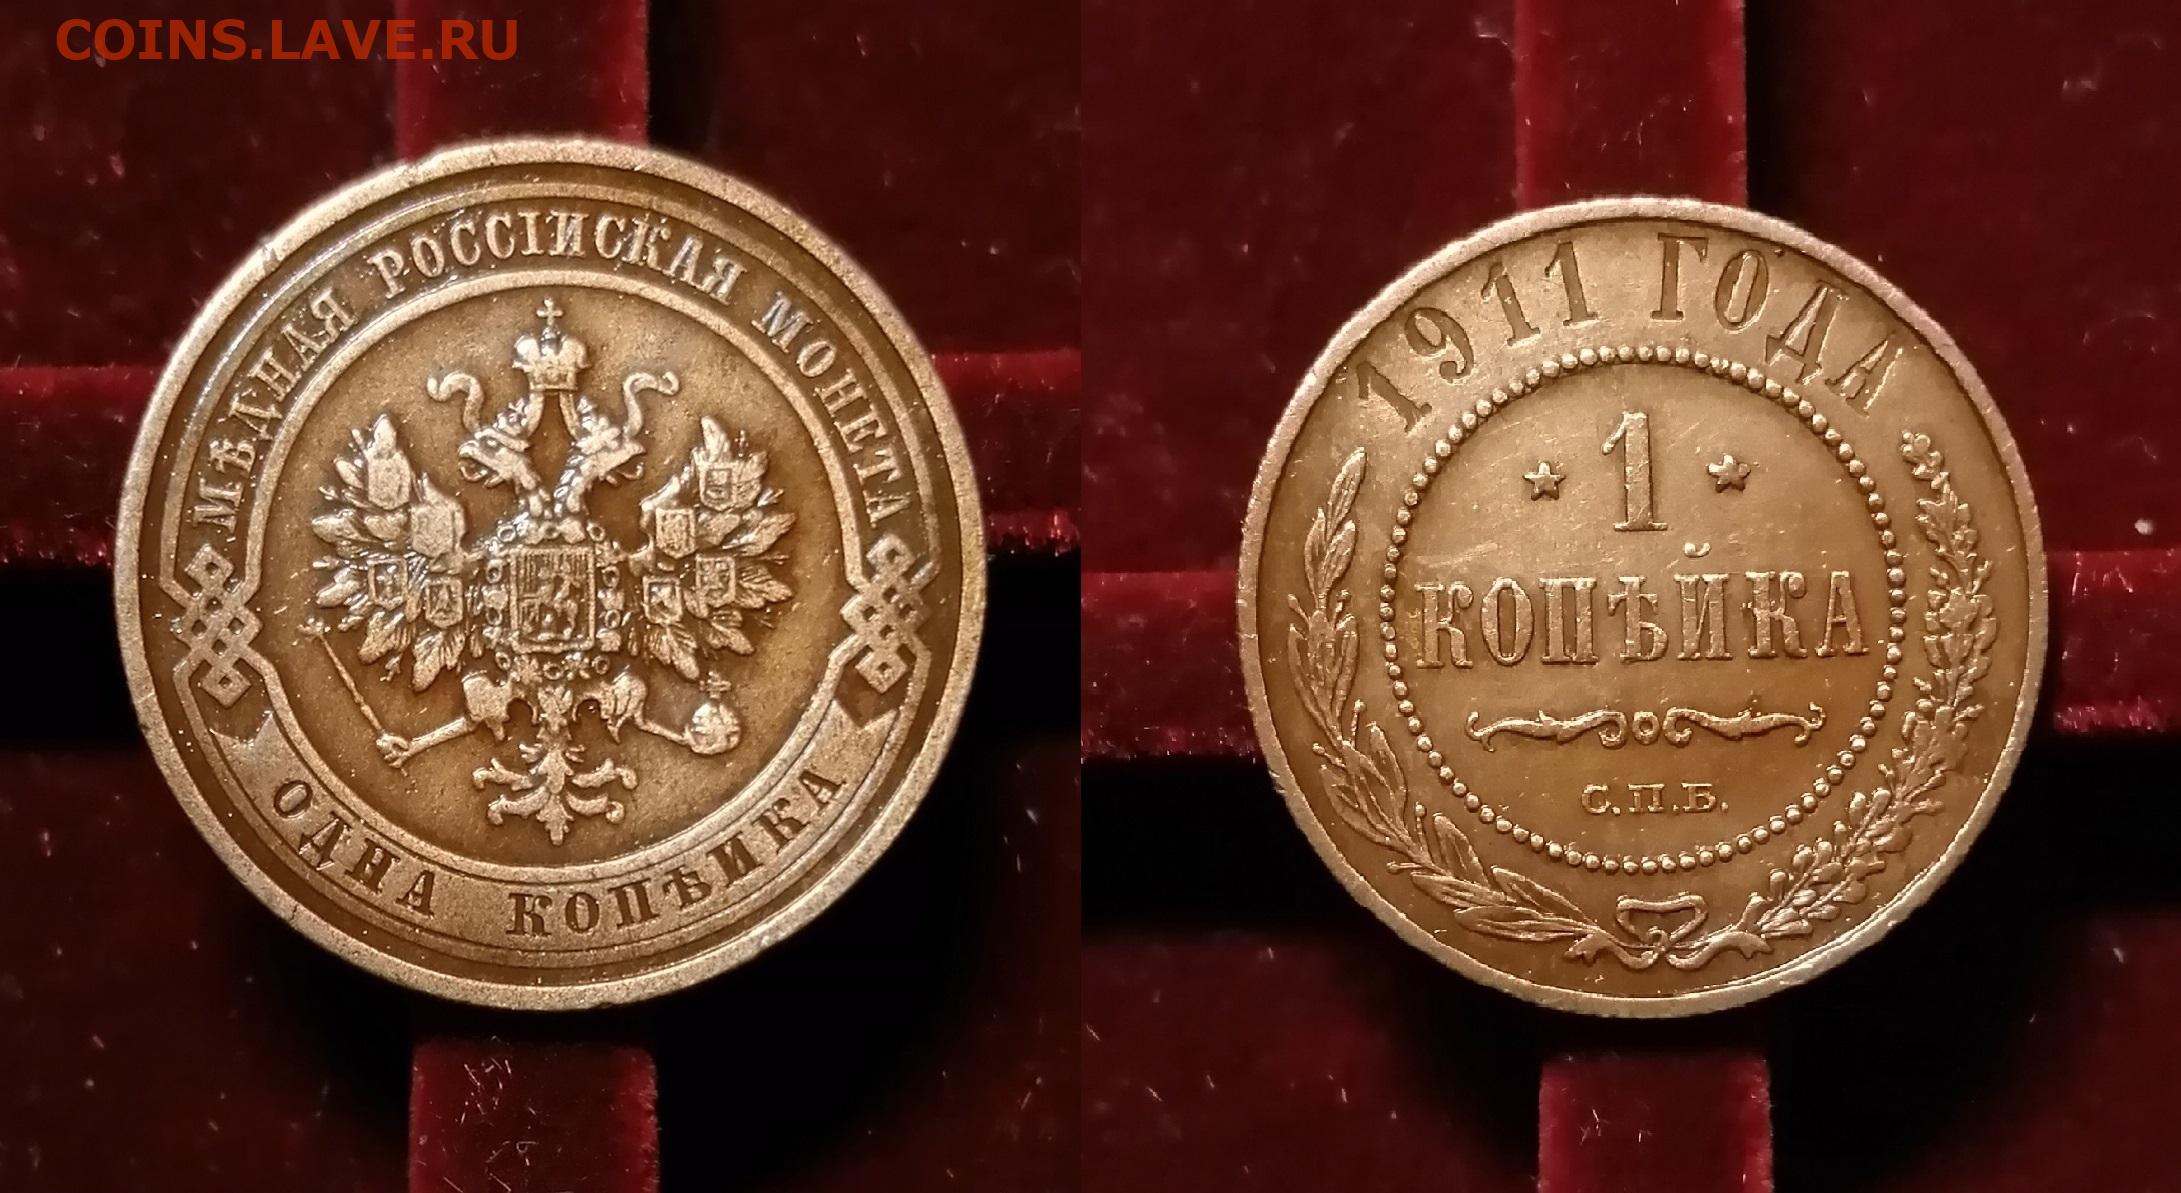 COINS.LAVE.RU
МѢДНАЯ РОССІЙСКАЯ МОНЕТА
ОДНА КОПѢЙКА
1911 ГОДА
* 1 *
КОПѢЙКА
С.П.Б.